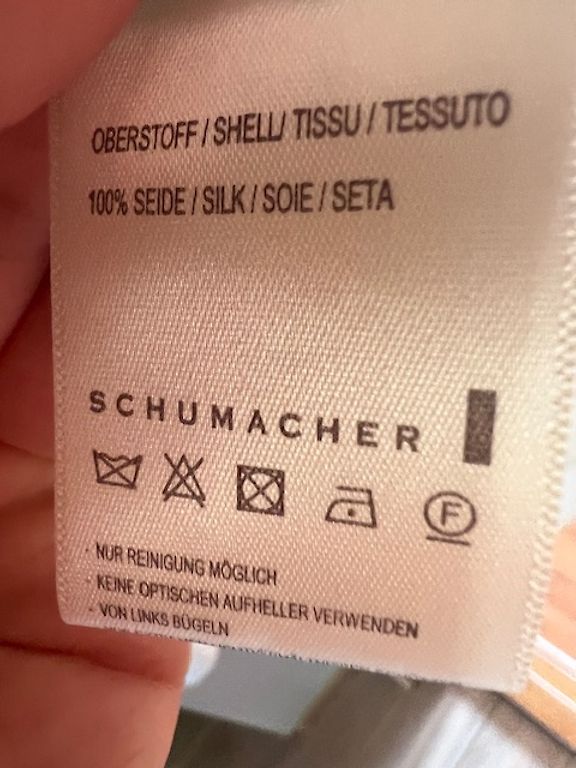 OBERSTOFF / SHELL/ TISSU / TESSUTO
100% SEIDE / SILK / SOIE / SETA
SCHUMACHER
F
· NUR REINIGUNG MÖGLICH
· KEINE OPTISCHEN AUFHELLER VERWENDEN
· VON LINKS BÜGELN